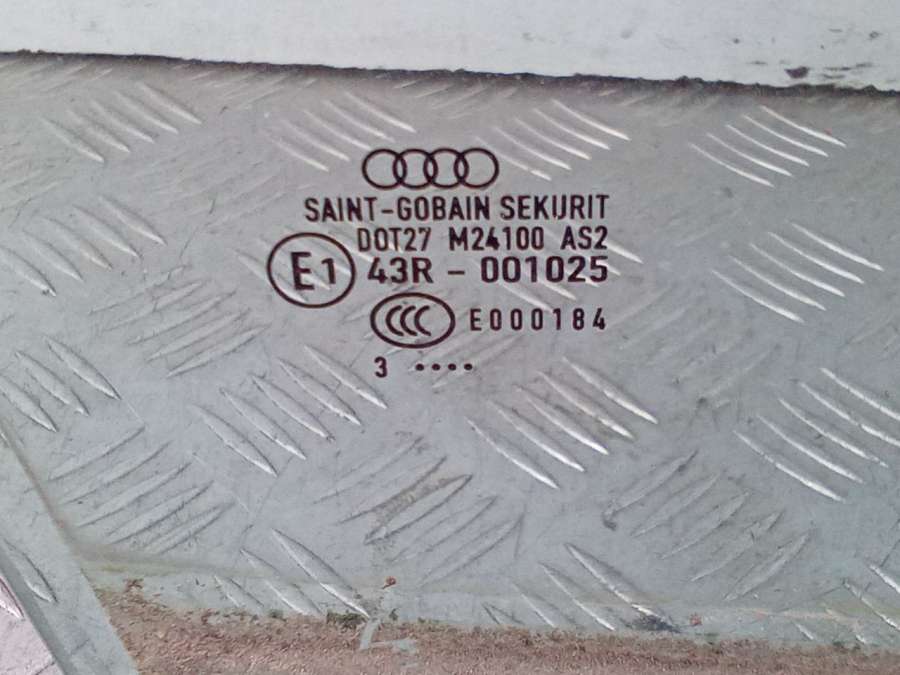 SAINT-GOBAIN SEKURIT
DOT27 M24100 AS2
E1 43R - 001025
CCC E000184
3 ••••